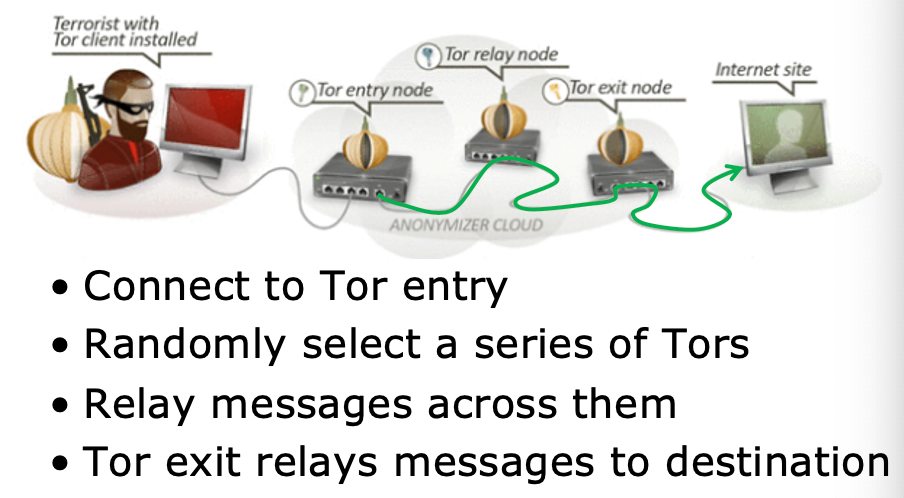 Terrorist with
Tor client installed
Tor relay node
Tor entry node
Tor exit node
Internet site
ANONYMIZER CLOUD
• Connect to Tor entry
• Randomly select a series of Tors
• Relay messages across them
• Tor exit relays messages to destination